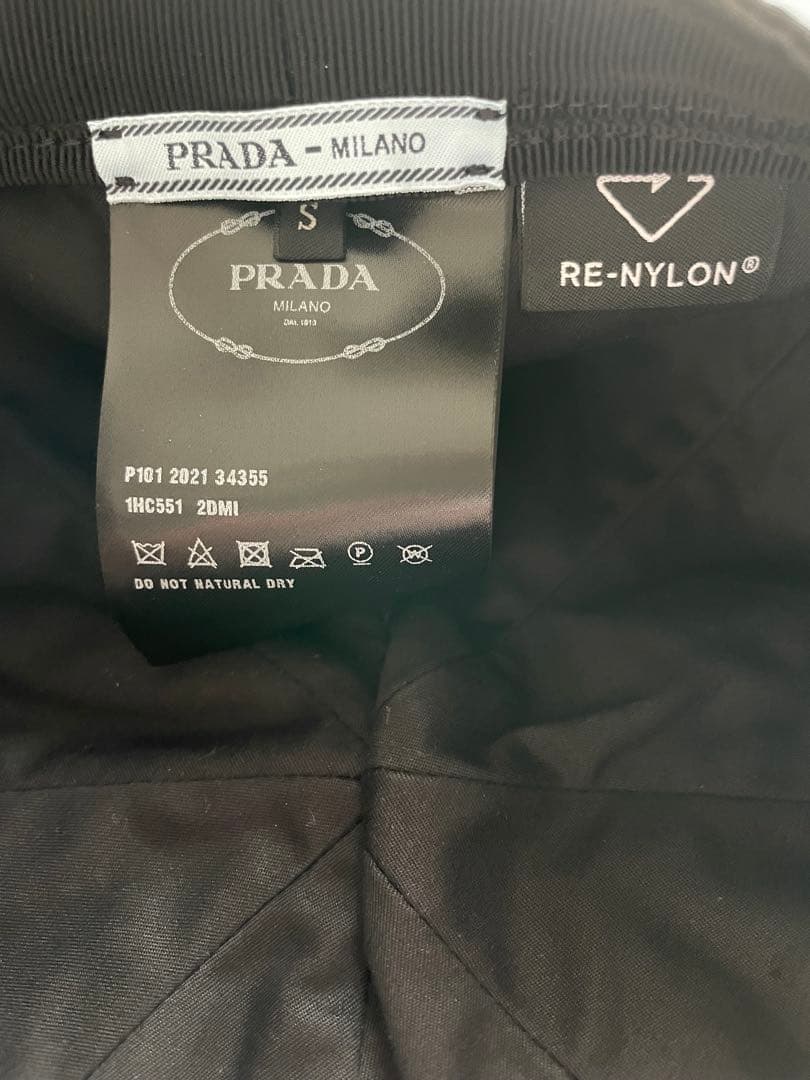 PRADA - MILANO
S
PRADA
MILANO
DAL 1913
RE-NYLON®
P101 2021 34355
1HC551 2DMI
P
W
DO NOT NATURAL DRY